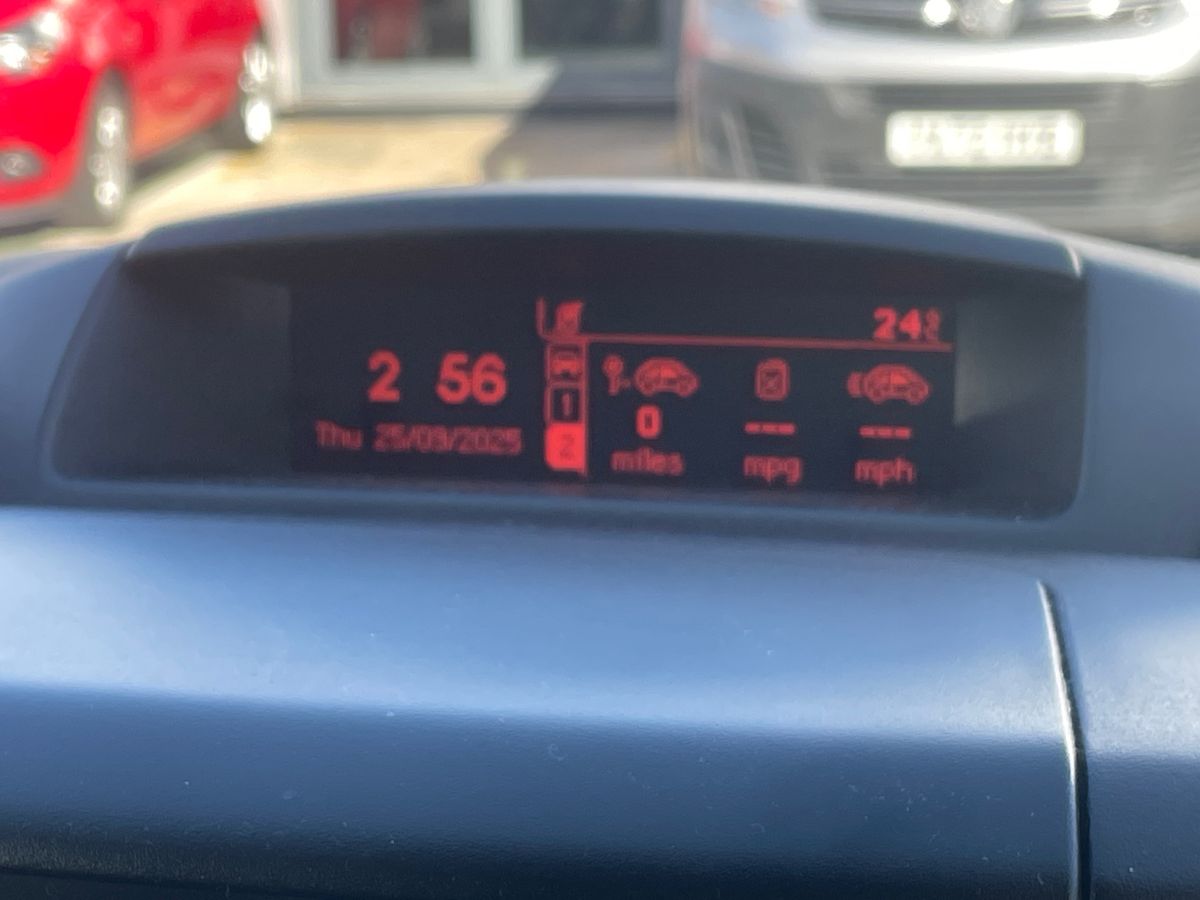 24°C
2 56
1
0 --- ---
Thu 25/09/2025
2
miles mpg mph